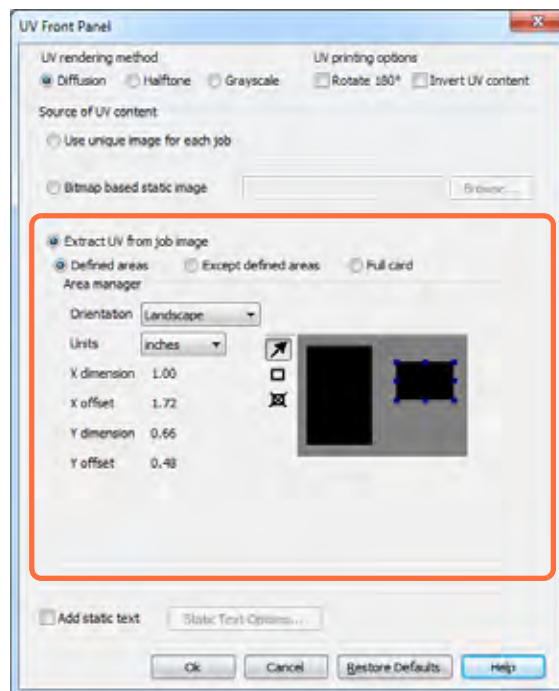 UV Front Panel
UV rendering method
UV printing options
Diffusion Halftone Grayscale
Rotate 180° Invert UV content
Source of UV content
Use unique image for each job
Bitmap based static image Browse...
Extract UV from job image
Defined areas Except defined areas Full card
Area manager
Orientation Landscape
Units inches
X dimension 1.00
X offset 1.72
Y dimension 0.66
Y offset 0.48
Add static text Static Text Options...
Ok Cancel Restore Defaults Help